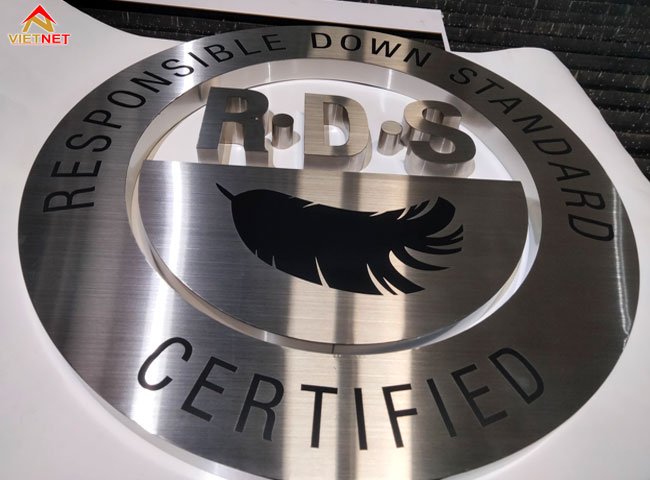 VIETNET
RESPONSIBLE DOWN STANDARD
R·D·S
CERTIFIED